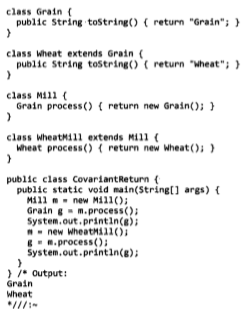 class Grain {
  public String toString() { return "Grain"; }
}
class Wheat extends Grain {
  public String toString() { return "Wheat"; }
}
class Mill {
  Grain process() { return new Grain(); }
}
class WheatMill extends Mill {
  Wheat process() { return new Wheat(); }
}
public class CovariantReturn {
  public static void main(String[] args) {
    Mill m = new Mill();
    Grain g = m.process();
    System.out.println(g);
    m = new WheatMill();
    g = m.process();
    System.out.println(g);
  }
} /* Output:
Grain
Wheat
*///:~